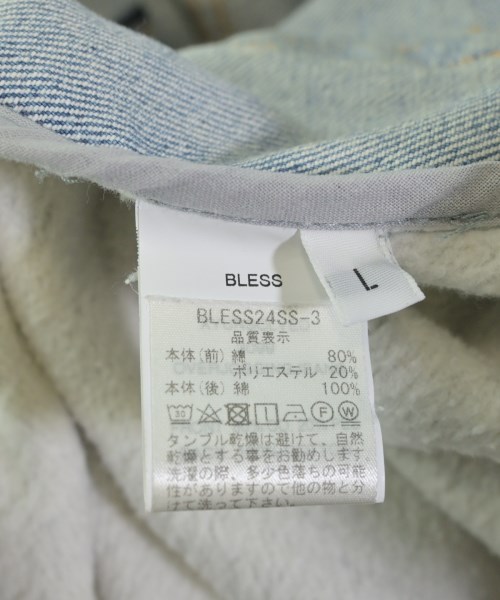 BLESS
L
BLESS24SS-3
品質表示
本体(前) 綿 80%
ポリエステル 20%
本体(後) 綿 100%
30 F W
タンブル乾燥は避けて、自然
乾燥とする事をお勧めします
洗濯の際、多少色落ちの可能
性がありますので他の物と分
けて洗って下さい。